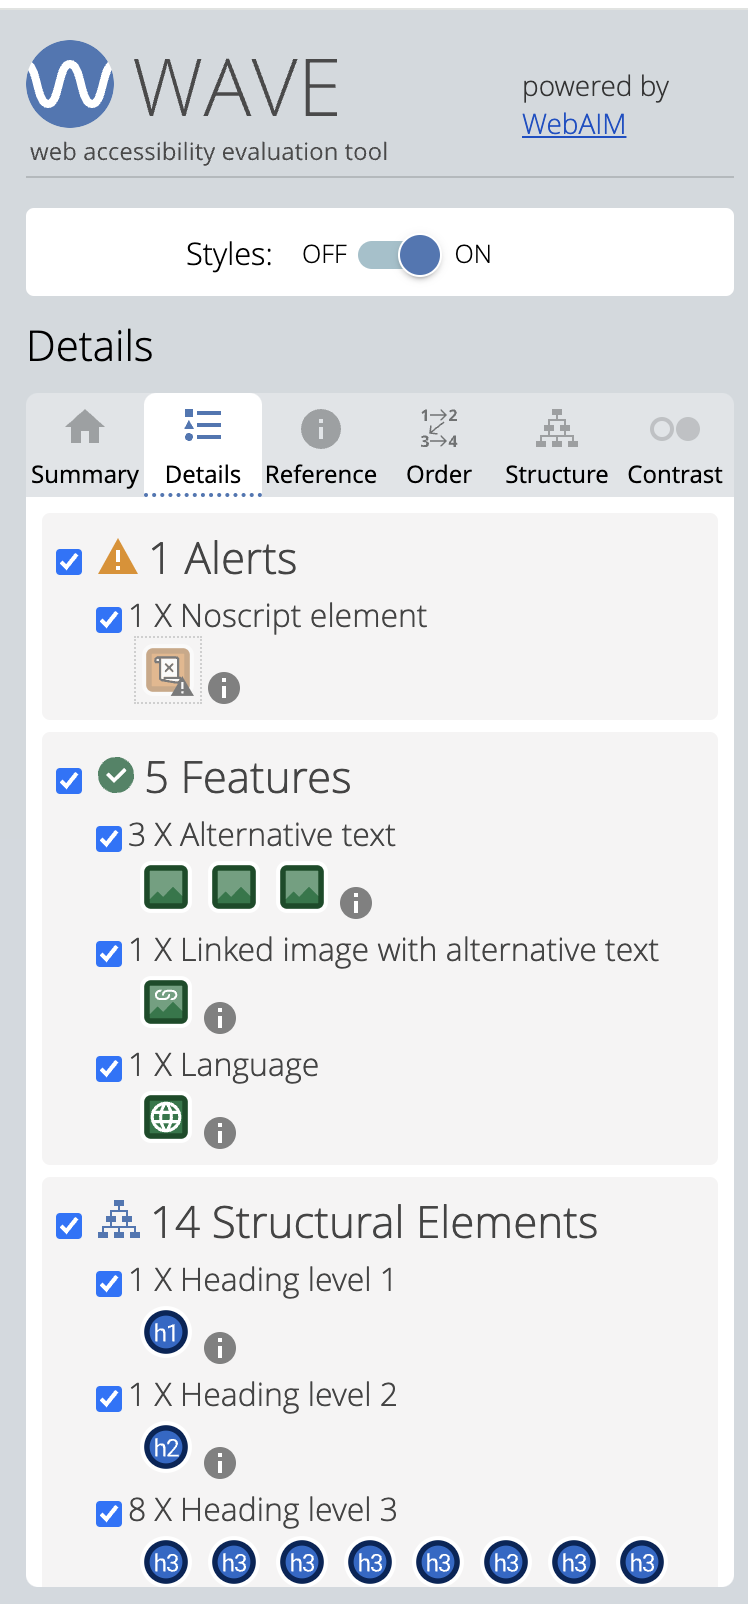 WAVE
powered by
WebAIM
web accessibility evaluation tool
Styles: OFF ON
Details
1→2
3→4
Summary Details Reference Order Structure Contrast
1 Alerts
1 X Noscript element
5 Features
3 X Alternative text
1 X Linked image with alternative text
1 X Language
14 Structural Elements
1 X Heading level 1
h1
1 X Heading level 2
h2
8 X Heading level 3
h3 h3 h3 h3 h3 h3 h3 h3